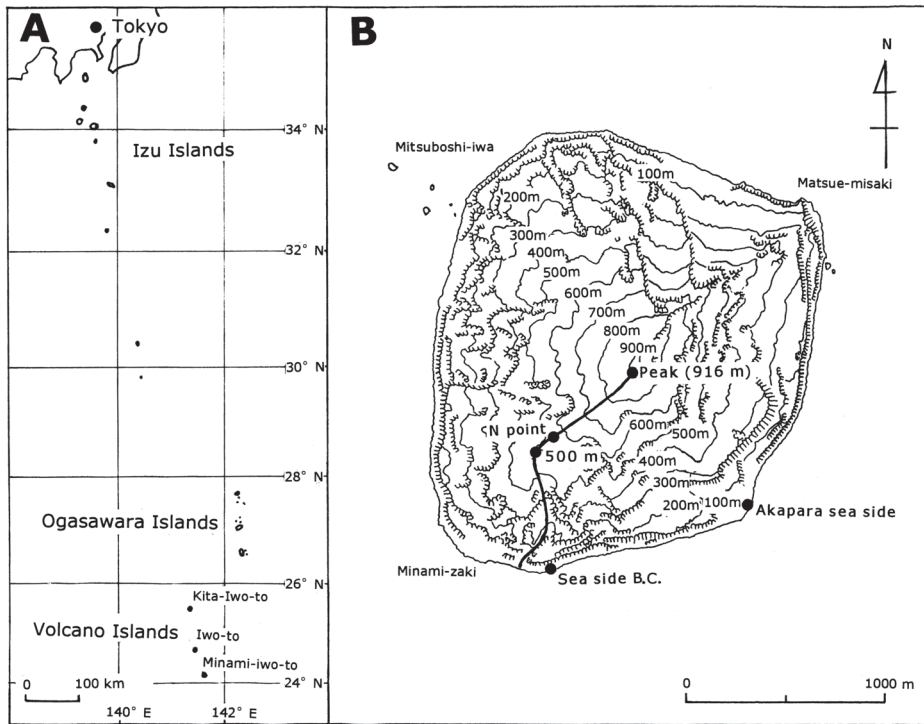 A
Tokyo
34° N
Izu Islands
32° N
30° N
28° N
Ogasawara Islands
26° N
Kita-Iwo-to
Volcano Islands
Iwo-to
Minami-iwo-to
24° N
0 100 km
140° E 142° E
B
N
Mitsuboshi-iwa
Matsue-misaki
100m
200m
300m
400m
500m
600m
700m
800m
900m
Peak (916 m)
N point
500 m
600m
500m
400m
300m
200m
100m
Akapara sea side
Minami-zaki
Sea side B.C.
0 1000 m